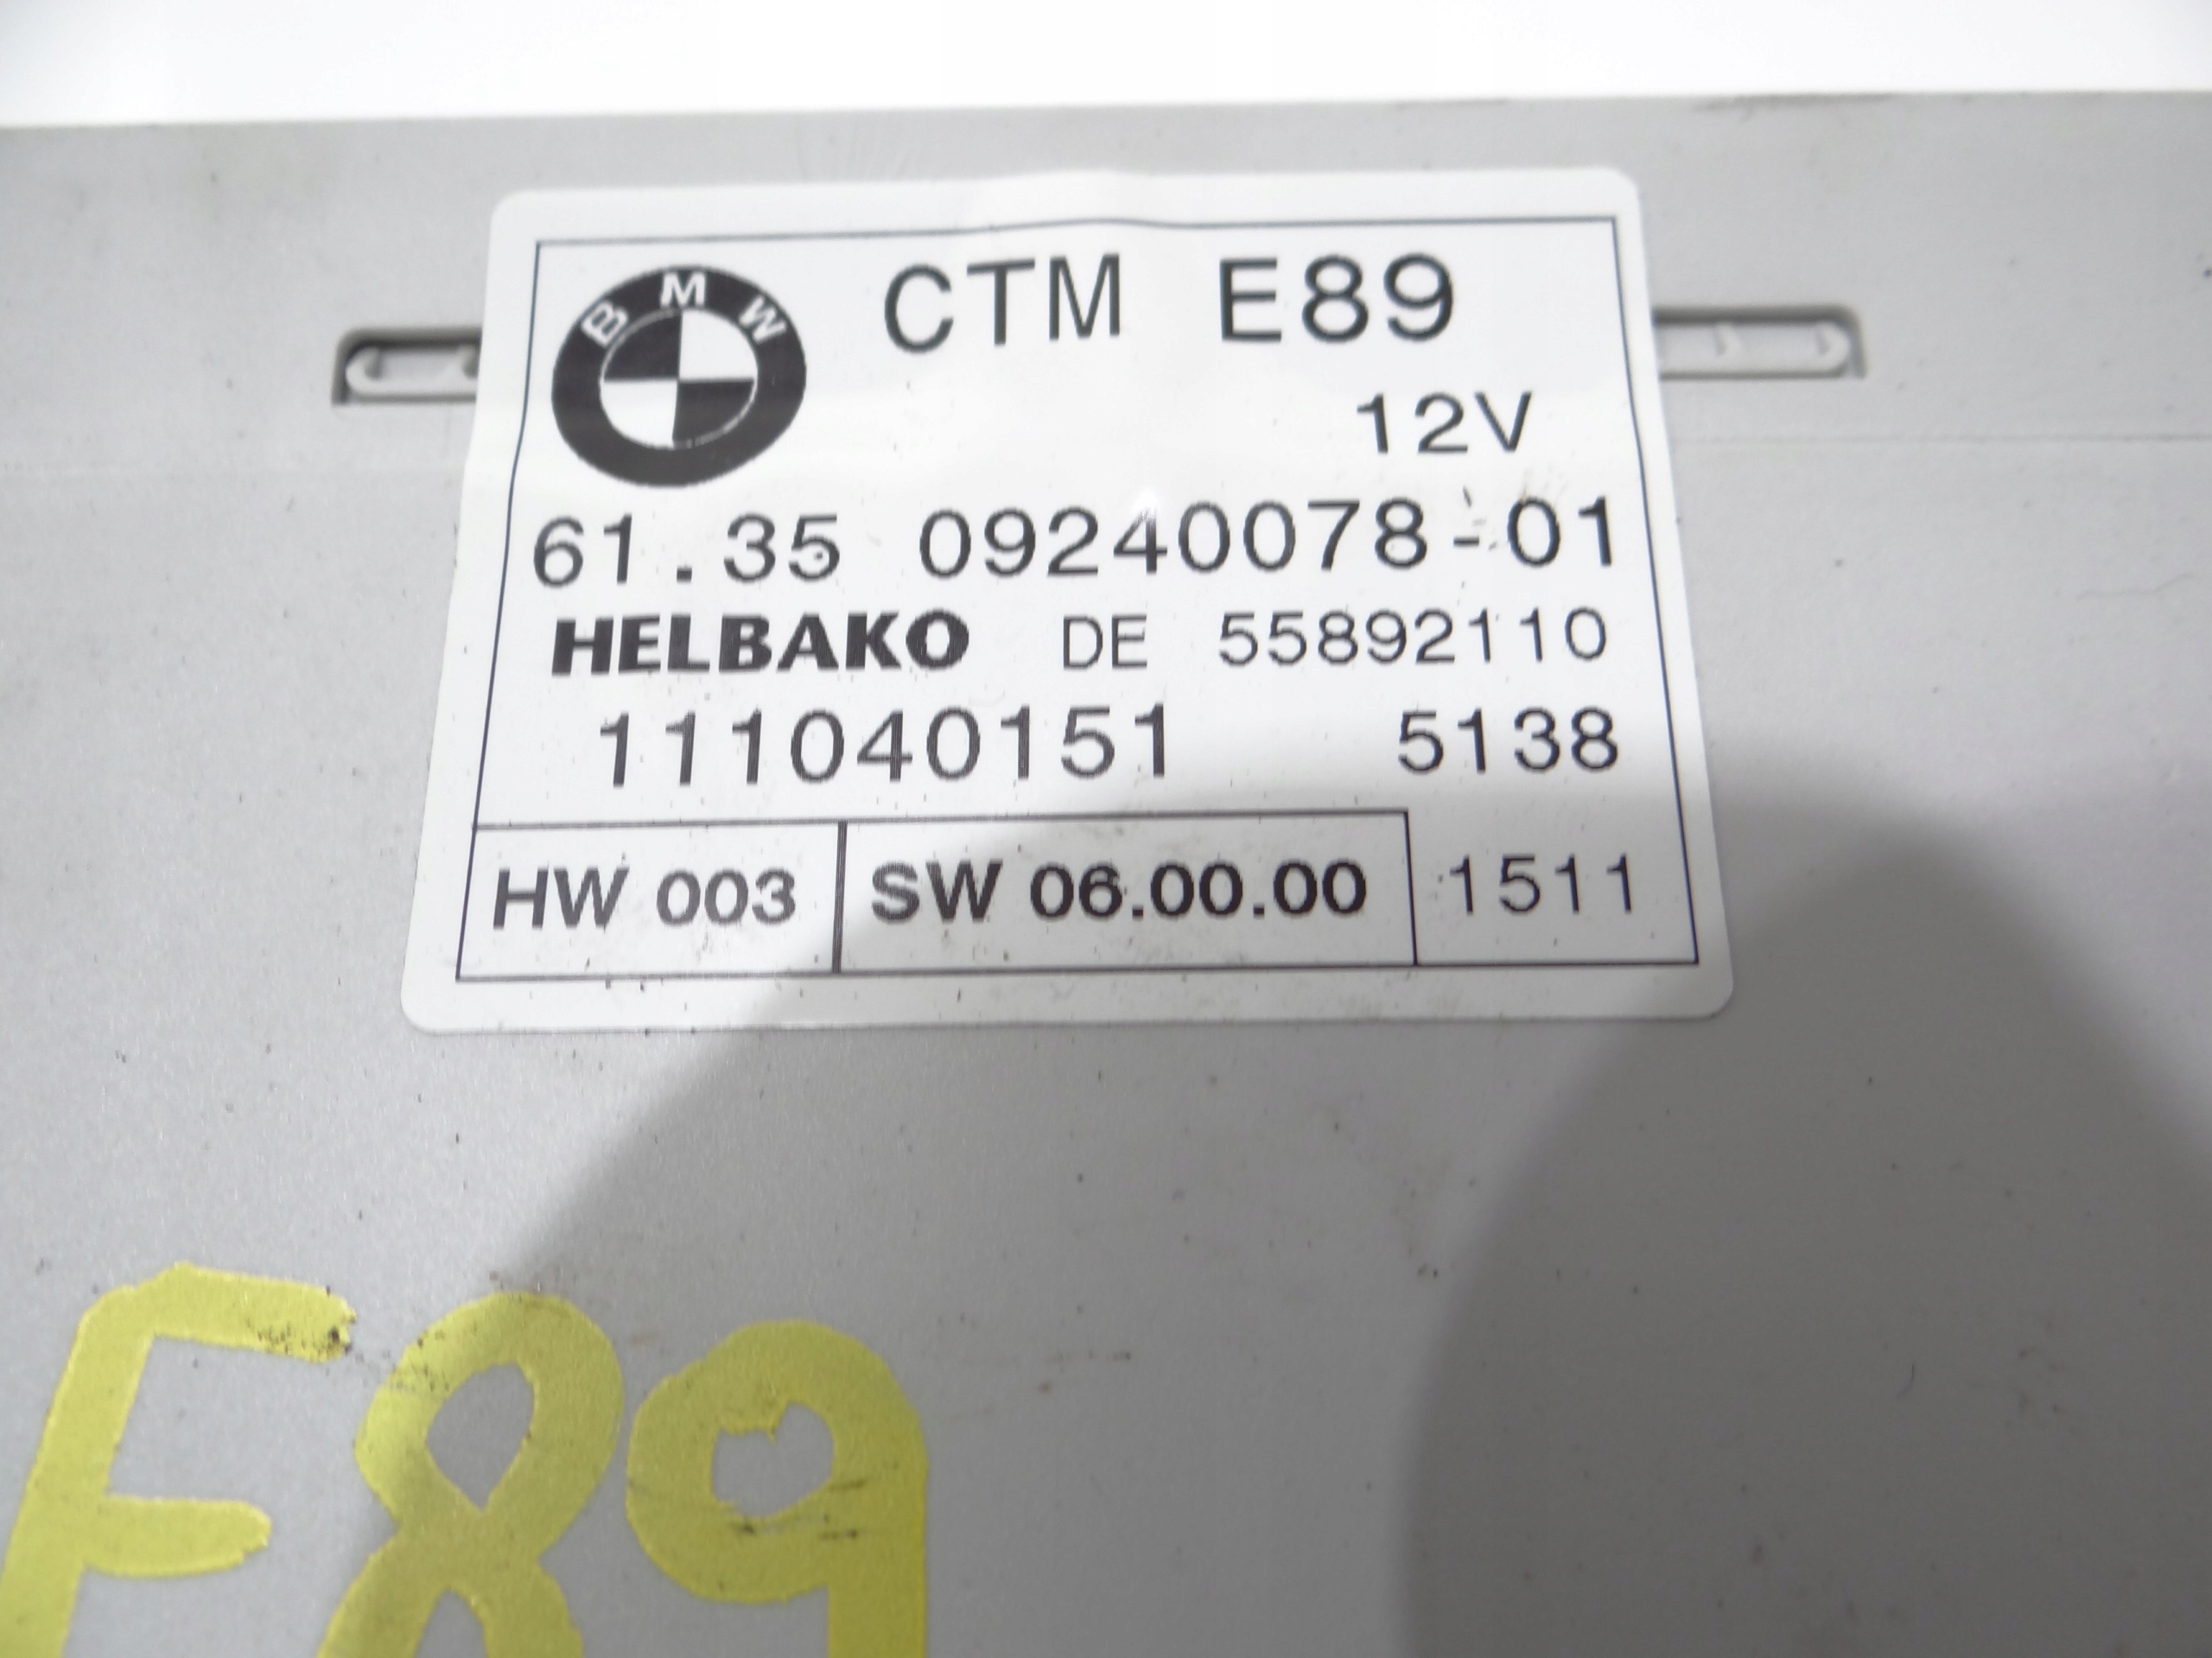 BMW
CTM E89
12V
61.35 09240078-01
HELBAKO DE 55892110
111040151 5138
HW 003 SW 06.00.00 1511
E89